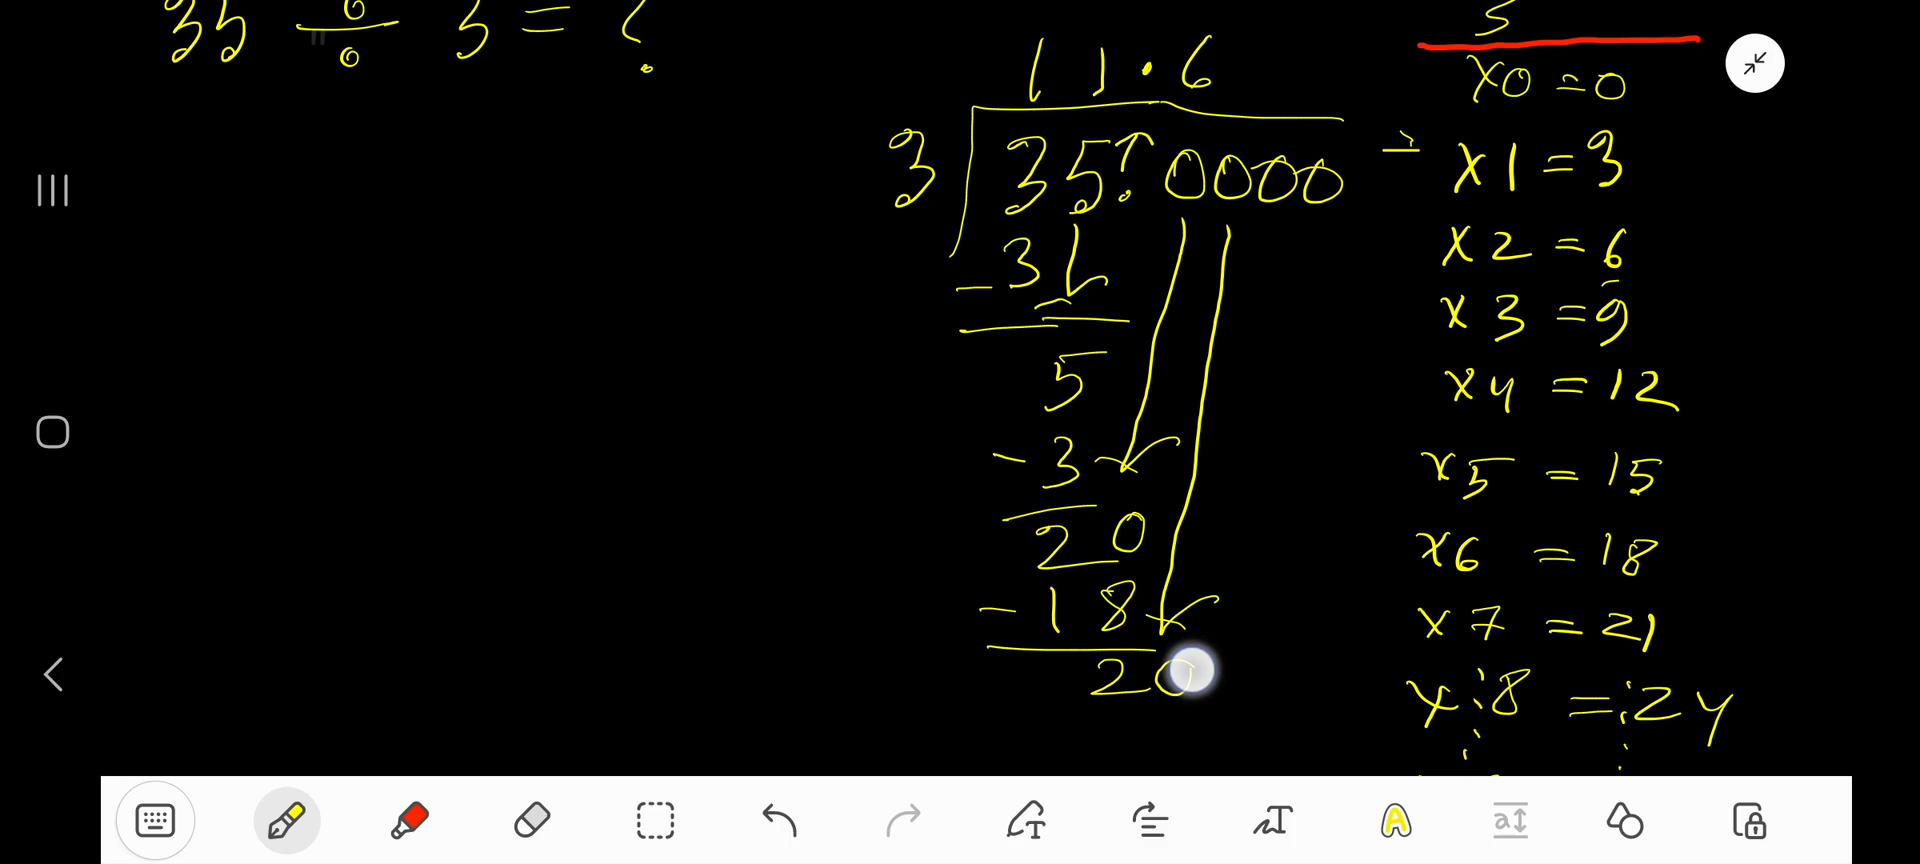 35 ÷ 3 = ?
11.6
3 35.0000
-3
5
-3
20
-18
20
3
x0=0
x1=3
x2=6
x3=9
x4=12
x5=15
x6=18
x7=21
x8=24